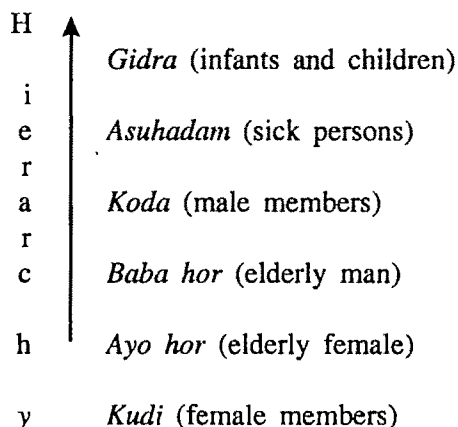 H
Gidra (infants and children)
i
e Asuhadam (sick persons)
r
a Koda (male members)
r
c Baba hor (elderly man)
h Ayo hor (elderly female)
y Kudi (female members)